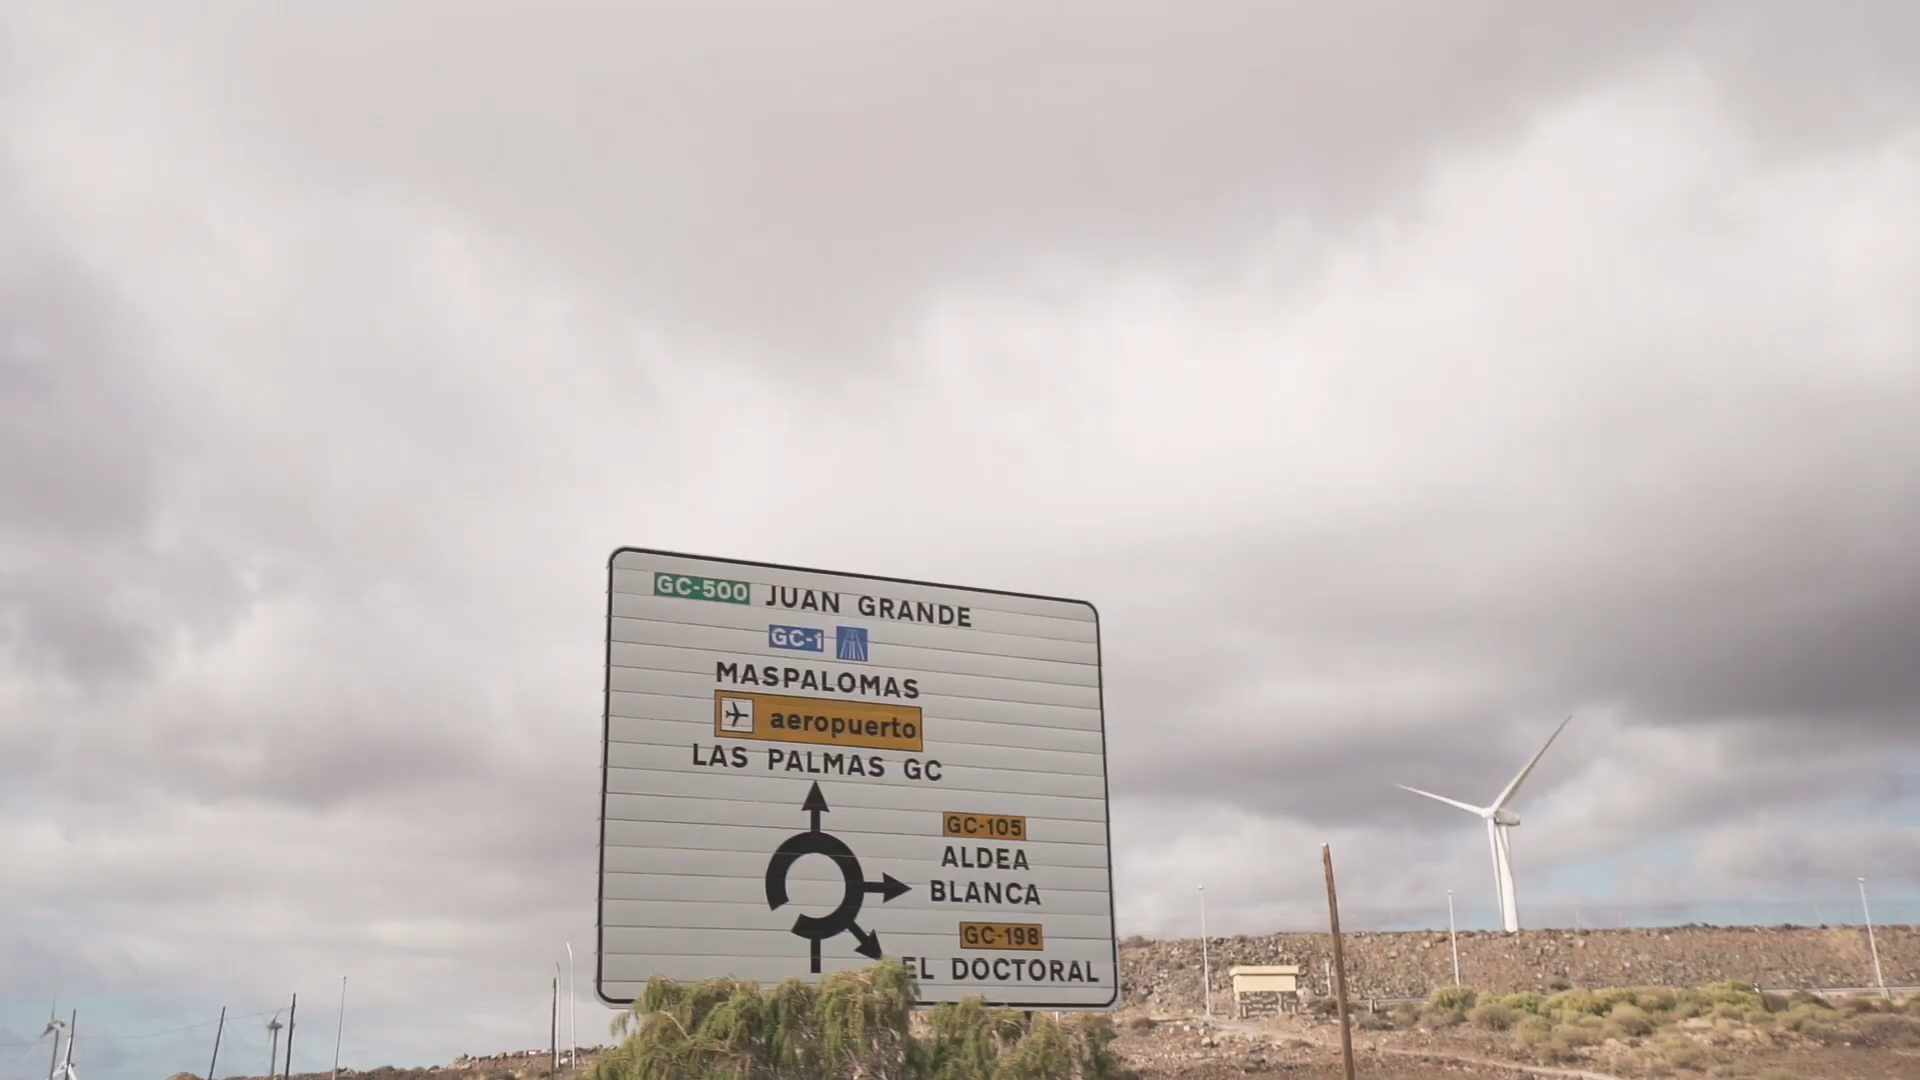 GC-500 JUAN GRANDE
GC-1
MASPALOMAS
aeropuerto
LAS PALMAS GC
GC-105
ALDEA
BLANCA
GC-198
EL DOCTORAL